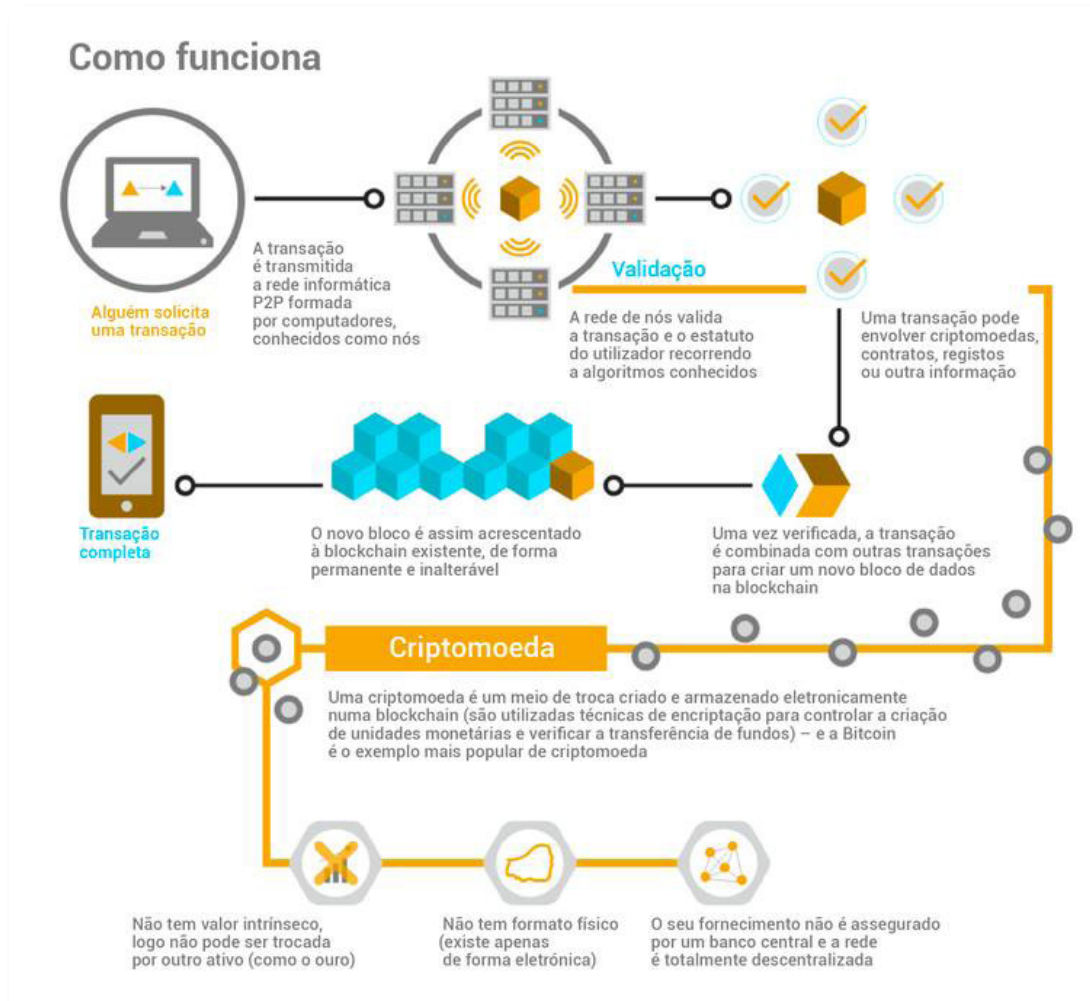 Como funciona
Alguém solicita
uma transação
A transação
é transmitida
a rede informática
P2P formada
por computadores,
conhecidos como nós
Validação
A rede de nós valida
a transação e o estatuto
do utilizador recorrendo
a algoritmos conhecidos
Uma transação pode
envolver criptomoedas,
contratos, registos
ou outra informação
Uma vez verificada, a transação
é combinada com outras transações
para criar um novo bloco de dados
na blockchain
O novo bloco é assim acrescentado
à blockchain existente, de forma
permanente e inalterável
Transação
completa
Criptomoeda
Uma criptomoeda é um meio de troca criado e armazenado eletronicamente
numa blockchain (são utilizadas técnicas de encriptação para controlar a criação
de unidades monetárias e verificar a transferência de fundos) – e a Bitcoin
é o exemplo mais popular de criptomoeda
Não tem valor intrínseco,
logo não pode ser trocada
por outro ativo (como o ouro)
Não tem formato físico
(existe apenas
de forma eletrónica)
O seu fornecimento não é assegurado
por um banco central e a rede
é totalmente descentralizada